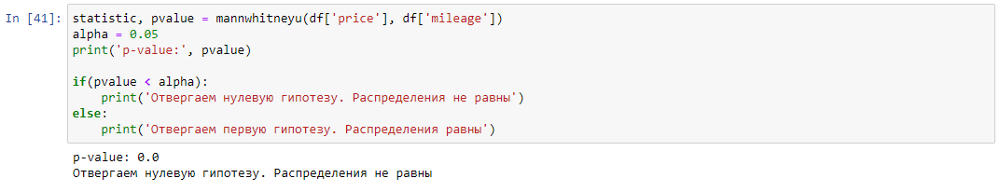 In [41]: statistic, pvalue = mannwhitneyu(df['price'], df['mileage'])
alpha = 0.05
print('p-value:', pvalue)

if(pvalue < alpha):
    print('Отвергаем нулевую гипотезу. Распределения не равны')
else:
    print('Отвергаем первую гипотезу. Распределения равны')
p-value: 0.0
Отвергаем нулевую гипотезу. Распределения не равны